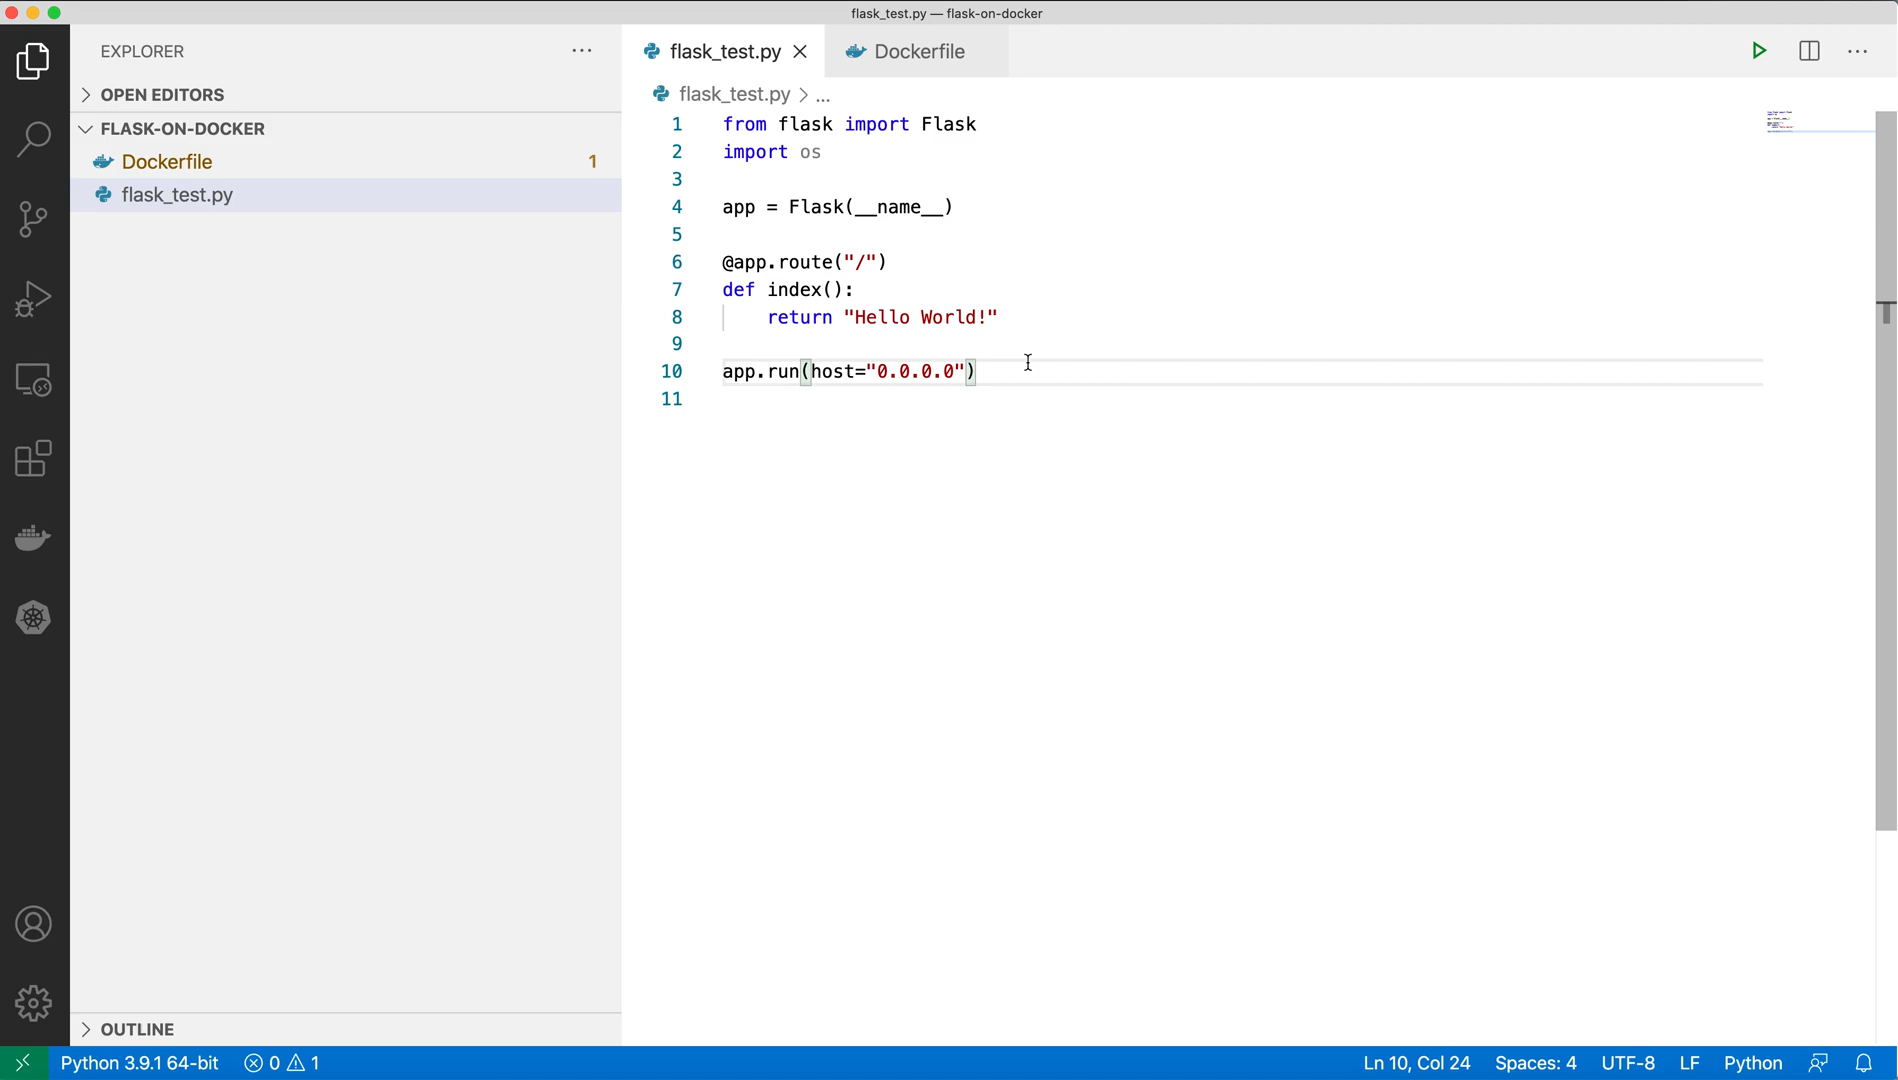 flask_test.py — flask-on-docker
EXPLORER
OPEN EDITORS
FLASK-ON-DOCKER
Dockerfile 1
flask_test.py
OUTLINE
flask_test.py Dockerfile
flask_test.py > ...
1 from flask import Flask
2 import os
3
4 app = Flask(__name__)
5
6 @app.route("/")
7 def index():
8     return "Hello World!"
9
10 app.run(host="0.0.0.0")
11
Python 3.9.1 64-bit 0 1 Ln 10, Col 24 Spaces: 4 UTF-8 LF Python